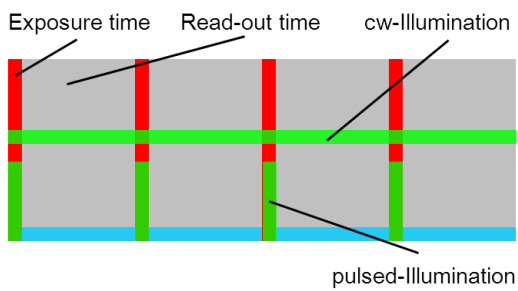 Exposure time
Read-out time
cw-Illumination
pulsed-Illumination